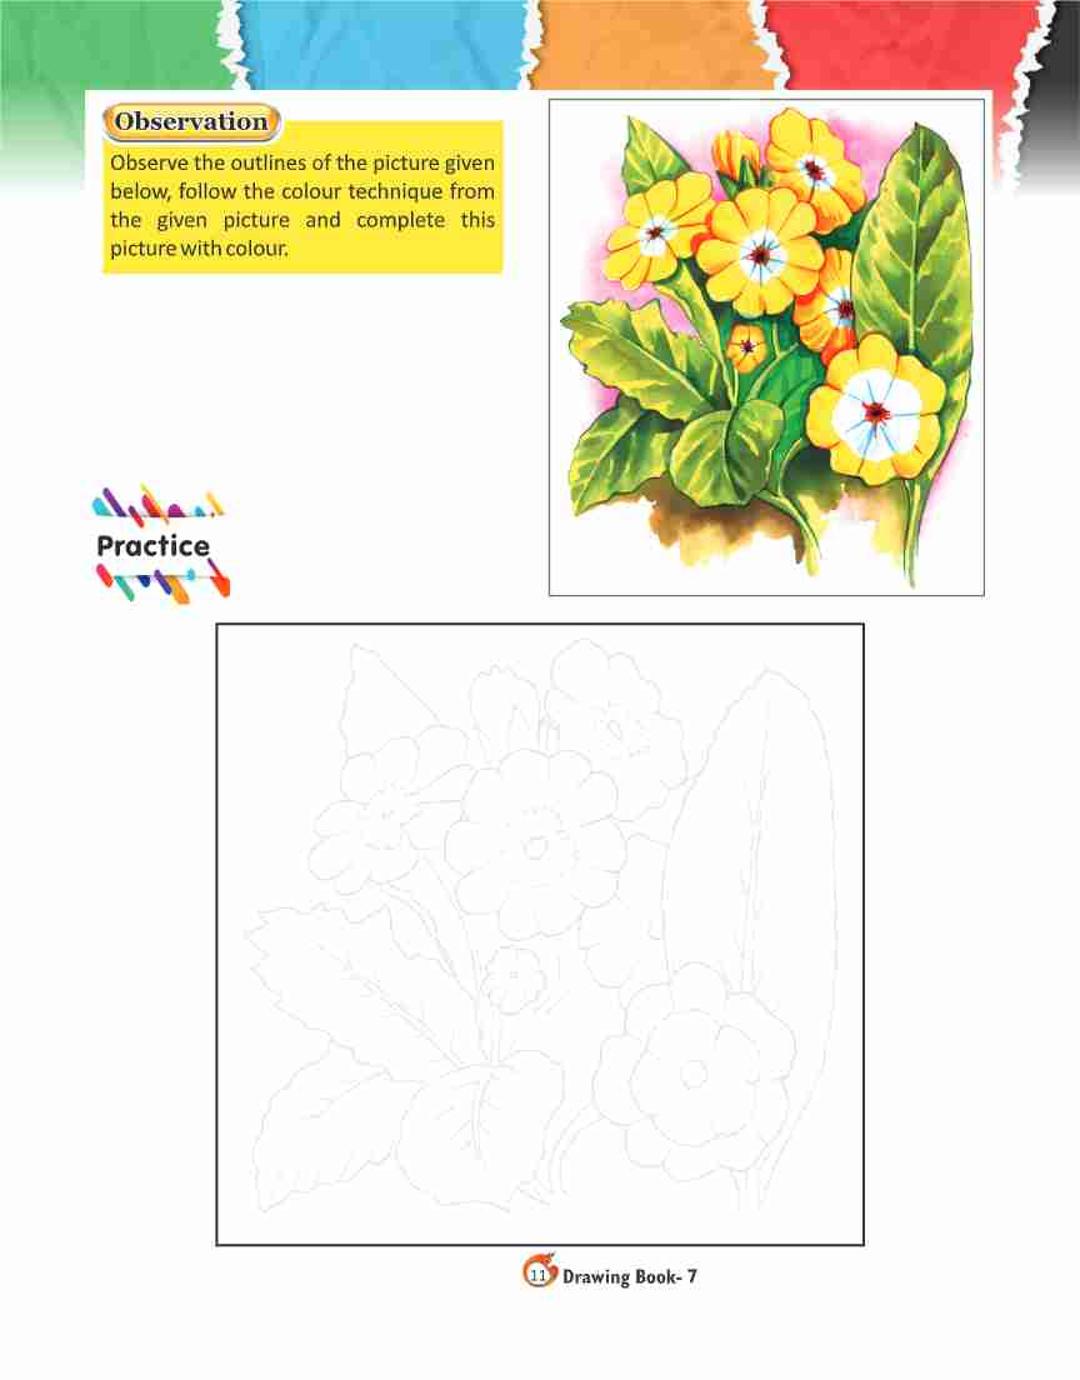 Observation
Observe the outlines of the picture given
below, follow the colour technique from
the given picture and complete this
picture with colour.
Practice
11 Drawing Book- 7